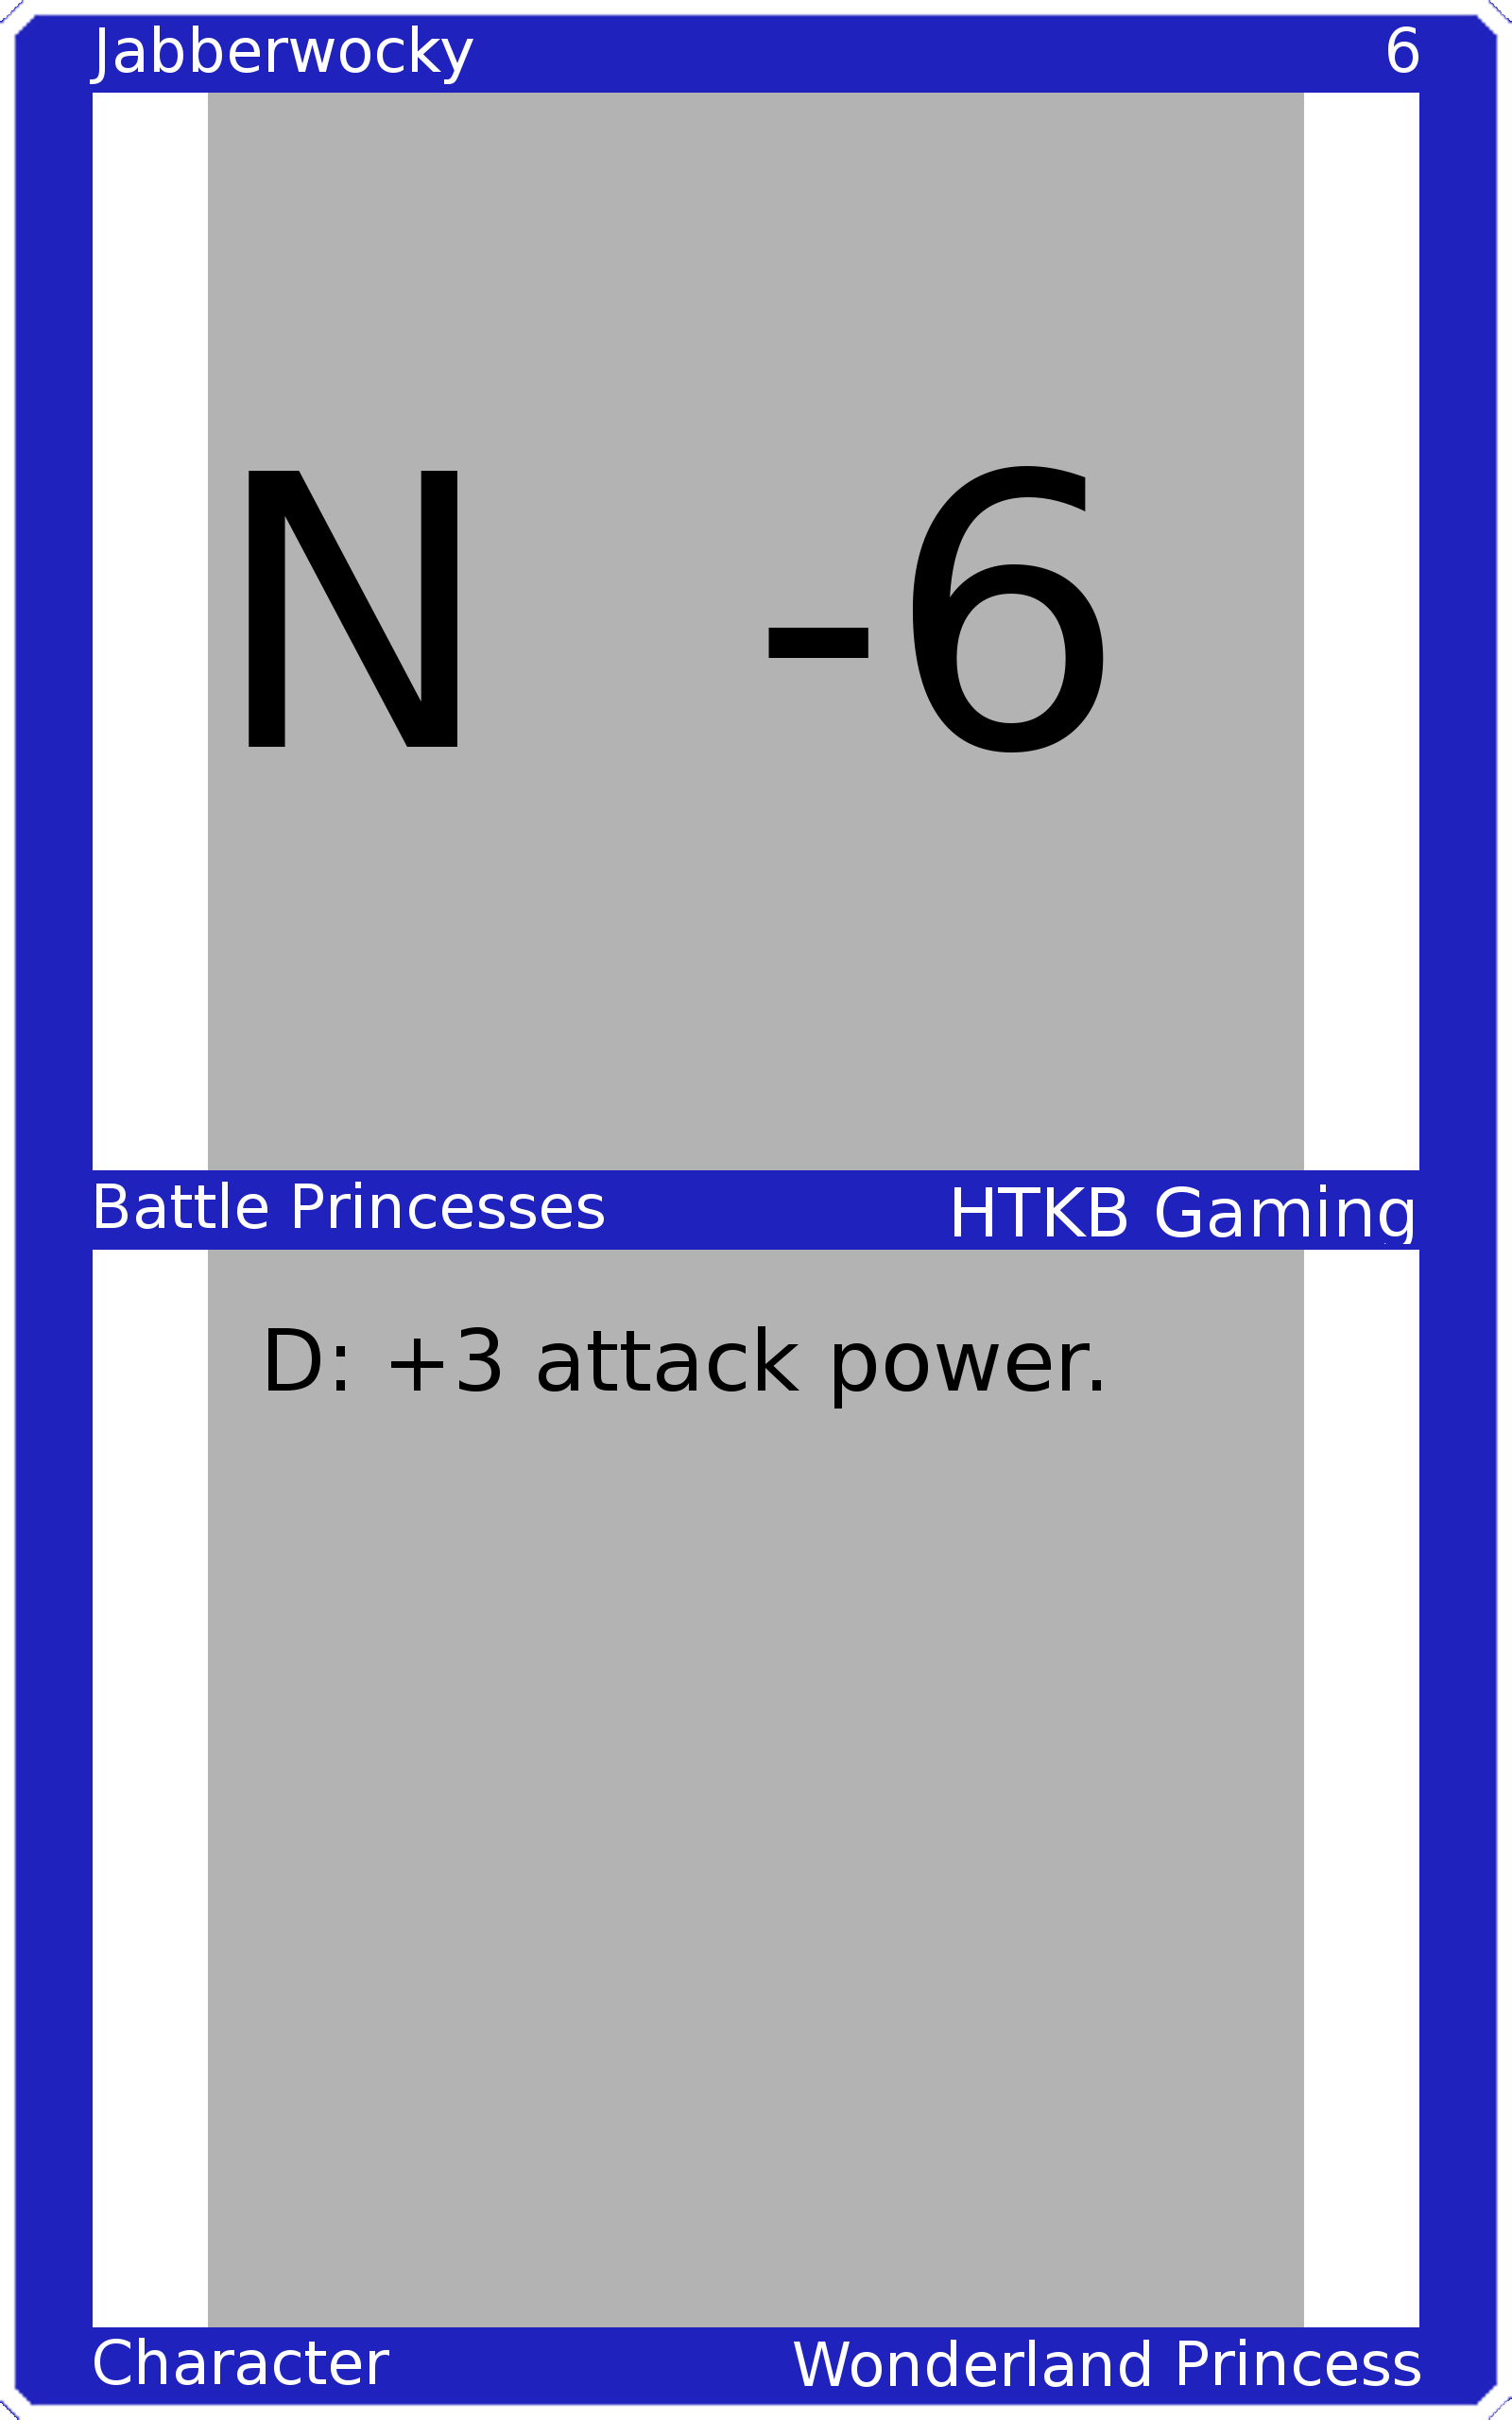 Jabberwocky 6
N -6
Battle Princesses HTKB Gaming
D: +3 attack power.
Character Wonderland Princess